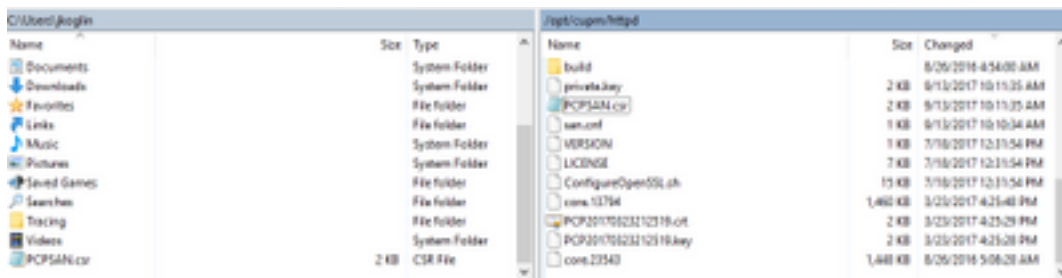 C:\Users\jkoglin
Name Size Type
Documents System Folder
Downloads System Folder
Favorites File folder
Links File folder
Music System Folder
Pictures System Folder
Saved Games File folder
Searches File folder
Tracing File folder
Videos System Folder
PCPSAN.csr 2 KB CSR File
/opt/cupm/httpd
Name Size Changed
build 8/26/2016 4:54:00 AM
private.key 2 KB 9/13/2017 10:11:35 AM
PCPSAN.csr 2 KB 9/13/2017 10:11:35 AM
san.cnf 1 KB 9/13/2017 10:10:34 AM
VERSION 1 KB 7/18/2017 12:31:54 PM
LICENSE 7 KB 7/18/2017 12:31:54 PM
ConfigureOpenSSL.sh 15 KB 7/18/2017 12:31:54 PM
core.13794 1,460 KB 3/23/2017 4:25:40 PM
PCP20170323212519.crt 2 KB 3/23/2017 4:25:29 PM
PCP20170323212519.key 2 KB 3/23/2017 4:25:28 PM
core.23543 1,448 KB 8/26/2016 5:08:28 AM